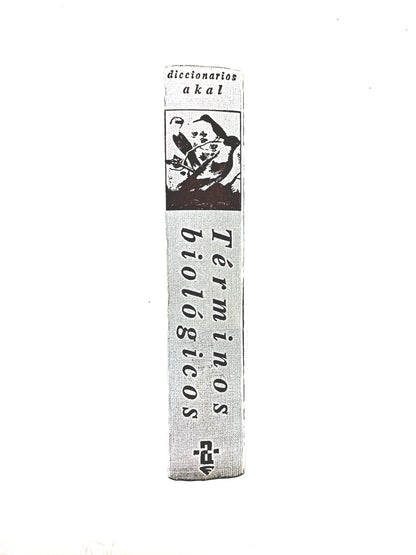 diccionarios
akal
Términos
biológicos